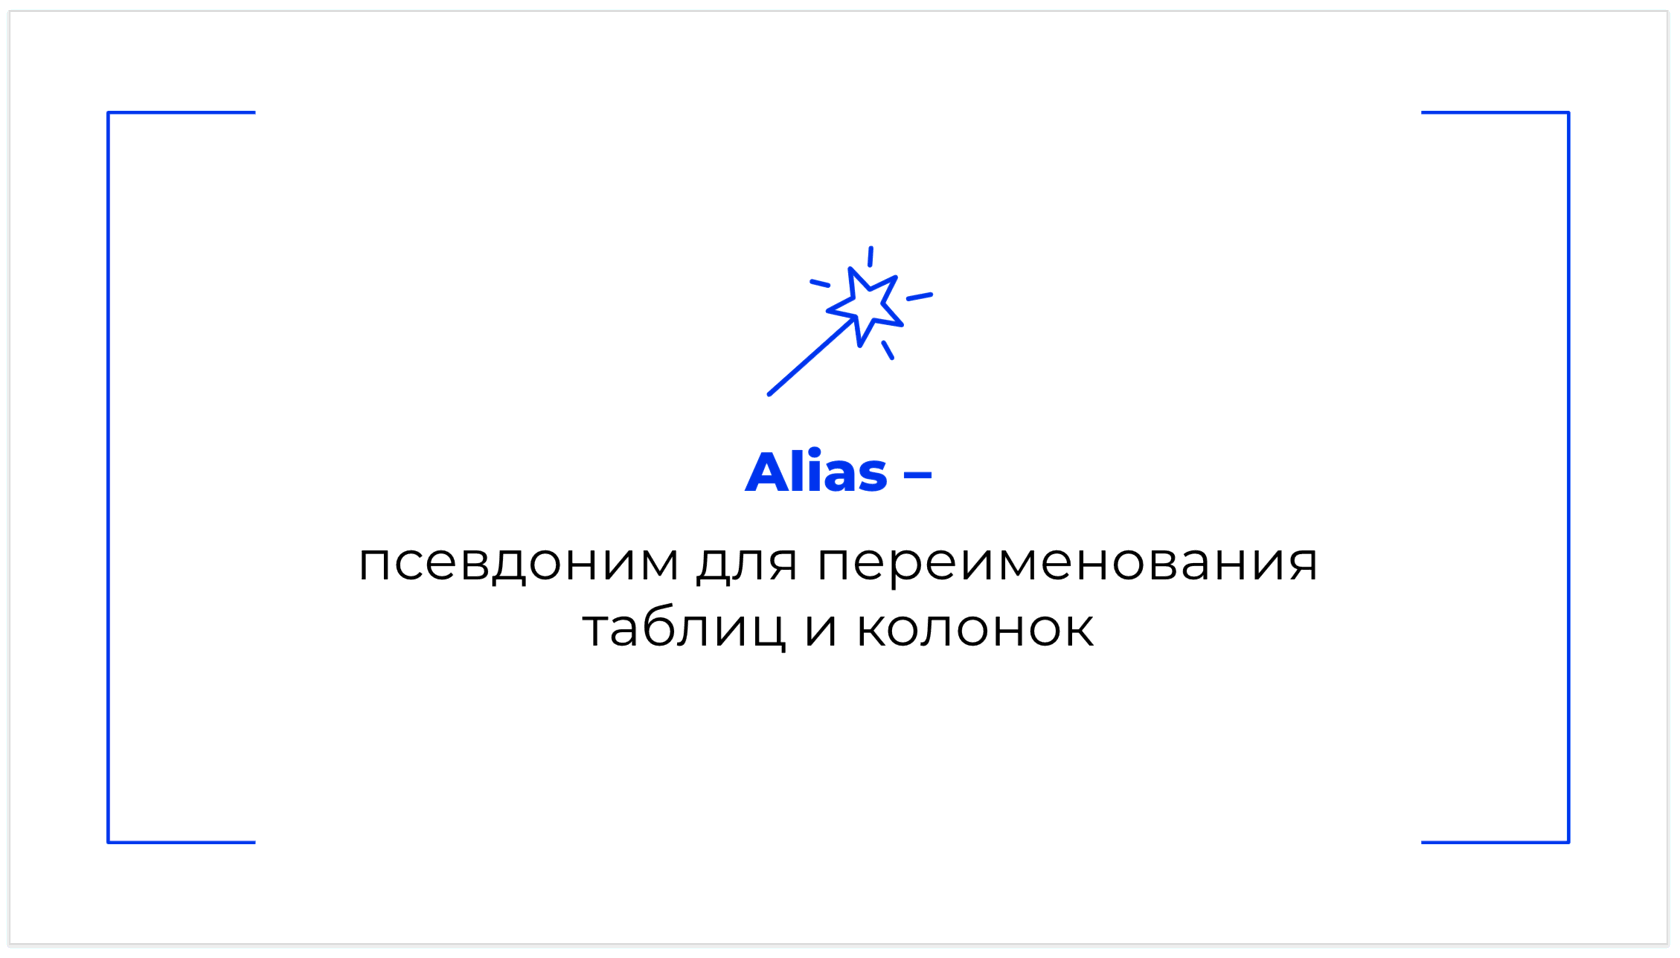 Alias –
псевдоним для переименования
таблиц и колонок